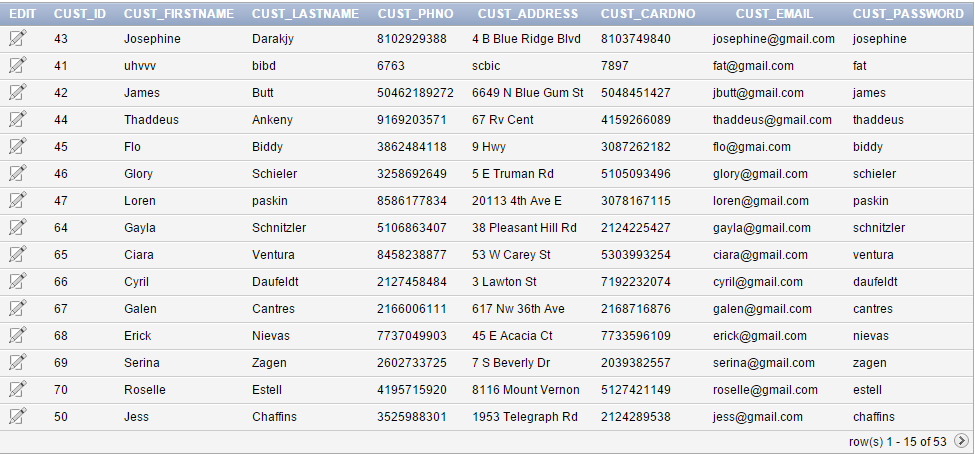 EDIT CUST_ID CUST_FIRSTNAME CUST_LASTNAME CUST_PHNO CUST_ADDRESS CUST_CARDNO CUST_EMAIL CUST_PASSWORD
43 Josephine Darakjy 8102929388 4 B Blue Ridge Blvd 8103749840 josephine@gmail.com josephine
41 uhvvv bibd 6763 scbic 7897 fat@gmail.com fat
42 James Butt 50462189272 6649 N Blue Gum St 5048451427 jbutt@gmail.com james
44 Thaddeus Ankeny 9169203571 67 Rv Cent 4159266089 thaddeus@gmail.com thaddeus
45 Flo Biddy 3862484118 9 Hwy 3087262182 flo@gmai.com biddy
46 Glory Schieler 3258692649 5 E Truman Rd 5105093496 glory@gmail.com schieler
47 Loren paskin 8586177834 20113 4th Ave E 3078167115 loren@gmail.com paskin
64 Gayla Schnitzler 5106863407 38 Pleasant Hill Rd 2124225427 gayla@gmail.com schnitzler
65 Ciara Ventura 8458238877 53 W Carey St 5303993254 ciara@gmail.com ventura
66 Cyril Daufeldt 2127458484 3 Lawton St 7192232074 cyril@gmail.com daufeldt
67 Galen Cantres 2166006111 617 Nw 36th Ave 2168716876 galen@gmail.com cantres
68 Erick Nievas 7737049903 45 E Acacia Ct 7733596109 erick@gmail.com nievas
69 Serina Zagen 2602733725 7 S Beverly Dr 2039382557 serina@gmail.com zagen
70 Roselle Estell 4195715920 8116 Mount Vernon 5127421149 roselle@gmail.com estell
50 Jess Chaffins 3525988301 1953 Telegraph Rd 2124289538 jess@gmail.com chaffins
row(s) 1 - 15 of 53